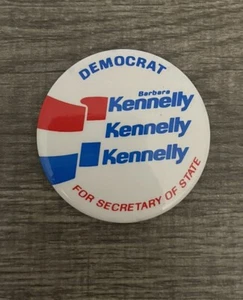 DEMOCRAT
Barbara
Kennelly
Kennelly
Kennelly
FOR SECRETARY OF STATE